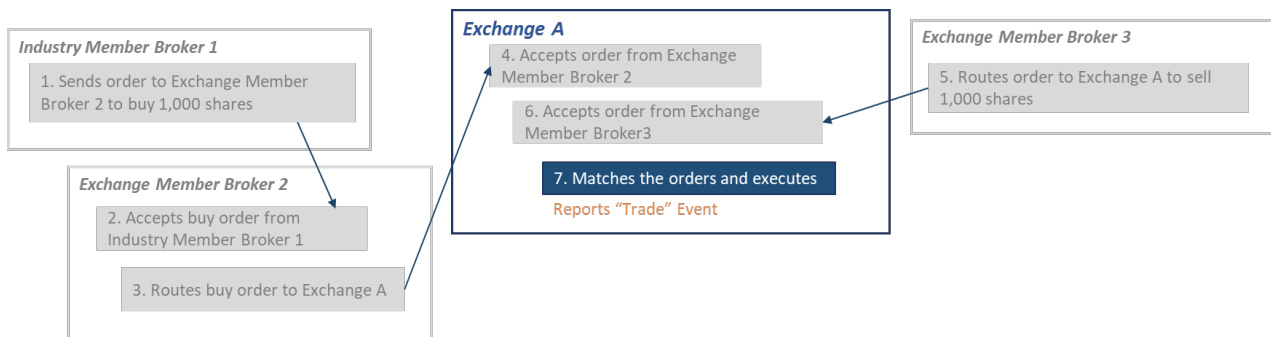 Industry Member Broker 1
1. Sends order to Exchange Member
Broker 2 to buy 1,000 shares
Exchange Member Broker 2
2. Accepts buy order from
Industry Member Broker 1
3. Routes buy order to Exchange A
Exchange A
4. Accepts order from Exchange
Member Broker 2
6. Accepts order from Exchange
Member Broker3
7. Matches the orders and executes
Reports “Trade” Event
Exchange Member Broker 3
5. Routes order to Exchange A to sell
1,000 shares